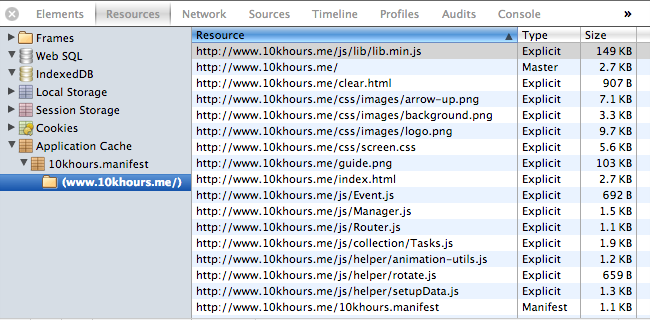 Elements Resources Network Sources Timeline Profiles Audits Console »
Frames
Web SQL
IndexedDB
Local Storage
Session Storage
Cookies
Application Cache
10khours.manifest
(www.10khours.me/)
Resource Type Size
http://www.10khours.me/js/lib/lib.min.js Explicit 149 KB
http://www.10khours.me/ Master 2.7 KB
http://www.10khours.me/clear.html Explicit 907 B
http://www.10khours.me/css/images/arrow-up.png Explicit 7.1 KB
http://www.10khours.me/css/images/background.png Explicit 3.3 KB
http://www.10khours.me/css/images/logo.png Explicit 9.7 KB
http://www.10khours.me/css/screen.css Explicit 5.6 KB
http://www.10khours.me/guide.png Explicit 103 KB
http://www.10khours.me/index.html Explicit 2.7 KB
http://www.10khours.me/js/Event.js Explicit 692 B
http://www.10khours.me/js/Manager.js Explicit 1.5 KB
http://www.10khours.me/js/Router.js Explicit 1.1 KB
http://www.10khours.me/js/collection/Tasks.js Explicit 1.9 KB
http://www.10khours.me/js/helper/animation-utils.js Explicit 1.2 KB
http://www.10khours.me/js/helper/rotate.js Explicit 659 B
http://www.10khours.me/js/helper/setupData.js Explicit 1.3 KB
http://www.10khours.me/10khours.manifest Manifest 1.1 KB